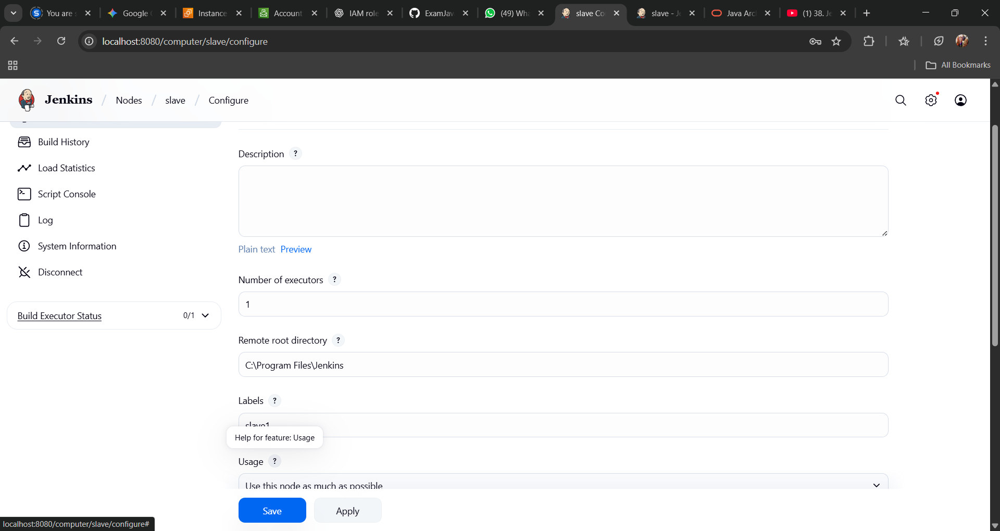 You are s
Google C
Instance
Account
IAM role
ExamJav
(49) Wha
slave Co
slave - Je
Java Arc
(1) 38. Je
localhost:8080/computer/slave/configure
All Bookmarks
Jenkins / Nodes / slave / Configure
Build History
Load Statistics
Script Console
Log
System Information
Disconnect
Build Executor Status 0/1
Description ?
Plain text Preview
Number of executors ?
1
Remote root directory ?
C:\Program Files\Jenkins
Labels ?
slave1
Help for feature: Usage
Usage ?
Use this node as much as possible
Save Apply
localhost:8080/computer/slave/configure#